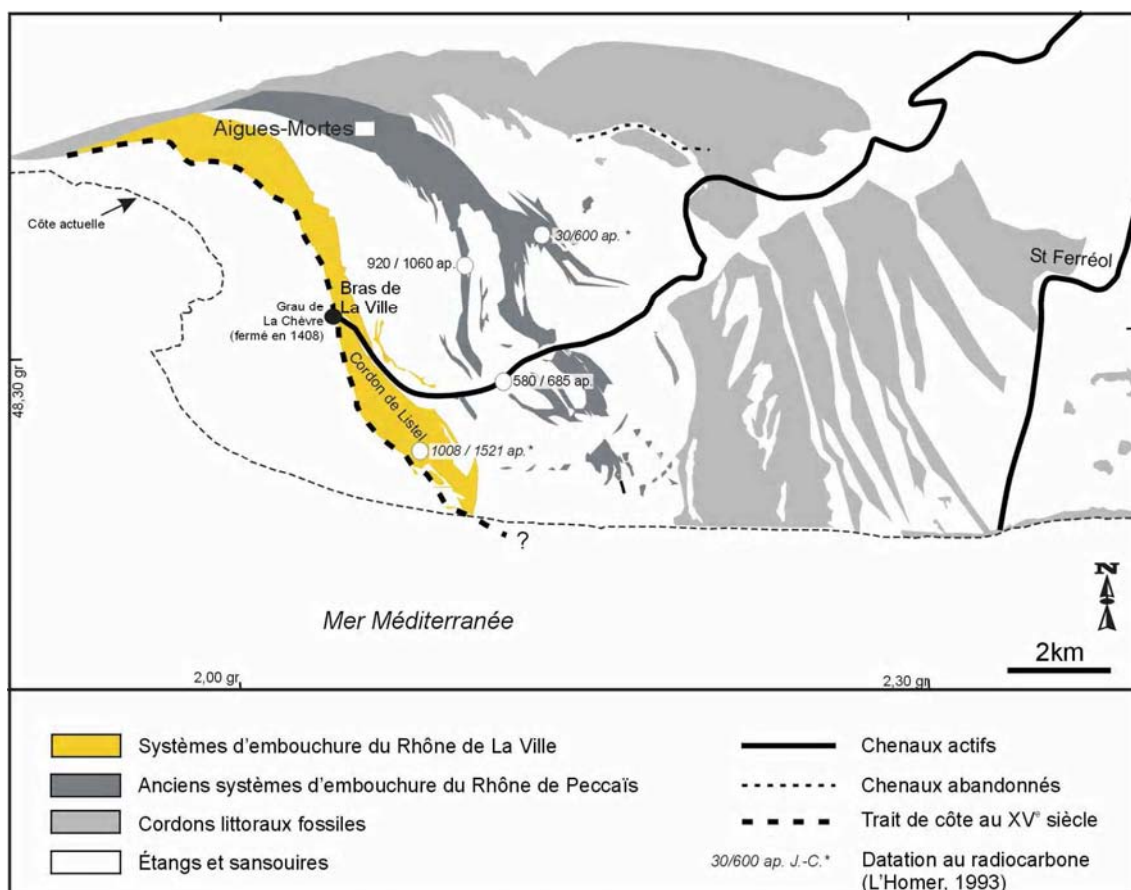 Aigues-Mortes
Côte actuelle
30/600 ap. *
920 / 1060 ap.
St Ferréol
Bras de
La Ville
Grau de
La Chèvre
(fermé en 1408)
48,30 gr
580 / 685 ap.
Cordon de Listel
1008 / 1521 ap.*
?
Mer Méditerranée
N
2km
2,00 gr
2,30 gr
Systèmes d'embouchure du Rhône de La Ville
Anciens systèmes d'embouchure du Rhône de Peccaïs
Cordons littoraux fossiles
Étangs et sansouires
Chenaux actifs
Chenaux abandonnés
Trait de côte au XVe siècle
30/600 ap. J.-C.* Datation au radiocarbone
(L'Homer, 1993)